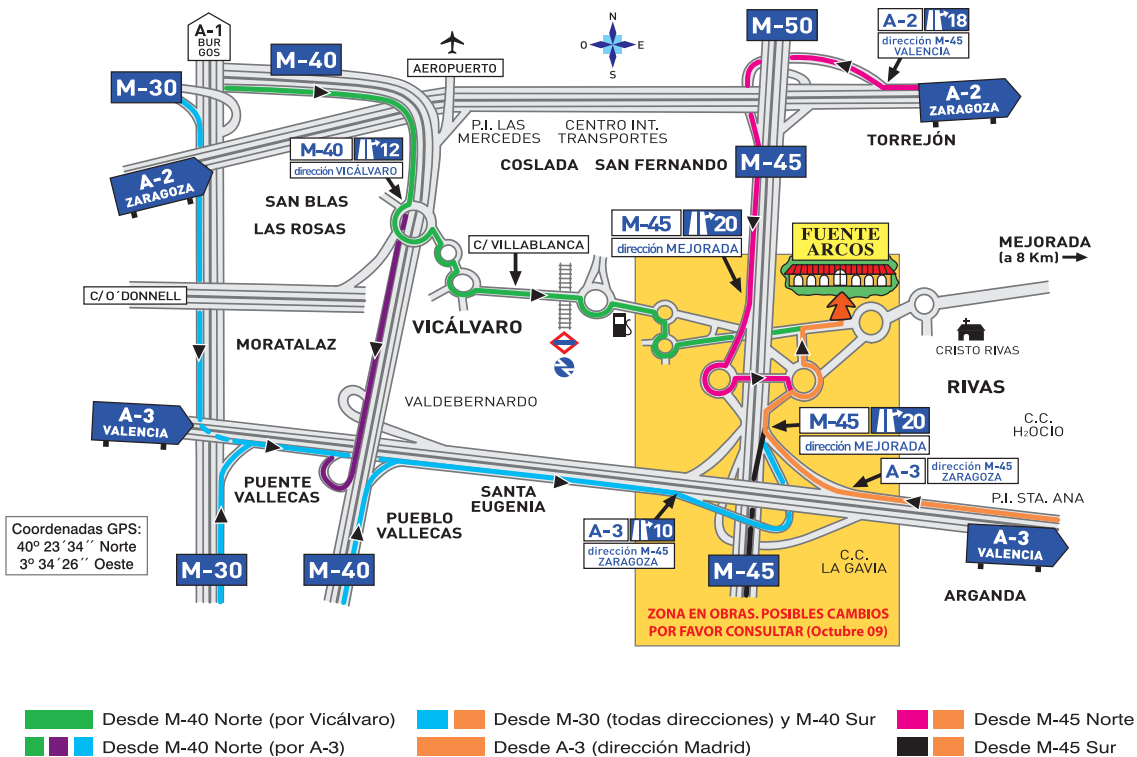 A-1
BUR
GOS
M-40
M-30
AEROPUERTO
N
O
E
S
M-50
A-2
18
dirección M-45
VALENCIA
A-2
ZARAGOZA
TORREJÓN
P.I. LAS
MERCEDES
CENTRO INT.
TRANSPORTES
COSLADA
SAN FERNANDO
M-45
M-40
12
dirección VICÁLVARO
A-2
ZARAGOZA
SAN BLAS
LAS ROSAS
M-45
20
dirección MEJORADA
FUENTE
ARCOS
MEJORADA
(a 8 Km)
C/ VILLABLANCA
C/ O´DONNELL
VICÁLVARO
MORATALAZ
CRISTO RIVAS
RIVAS
VALDEBERNARDO
A-3
VALENCIA
M-45
20
dirección MEJORADA
C.C.
H₂OCÍO
A-3
dirección M-45
ZARAGOZA
P.I. STA. ANA
PUENTE
VALLECAS
SANTA
EUGENIA
PUEBLO
VALLECAS
A-3
10
dirección M-45
ZARAGOZA
Coordenadas GPS:
40º 23´34´´ Norte
3º 34´26´´ Oeste
M-30
M-40
M-45
C.C.
LA GAVIA
A-3
VALENCIA
ARGANDA
ZONA EN OBRAS. POSIBLES CAMBIOS
POR FAVOR CONSULTAR (Octubre 09)
Desde M-40 Norte (por Vicálvaro)
Desde M-30 (todas direcciones) y M-40 Sur
Desde M-45 Norte
Desde M-40 Norte (por A-3)
Desde A-3 (dirección Madrid)
Desde M-45 Sur